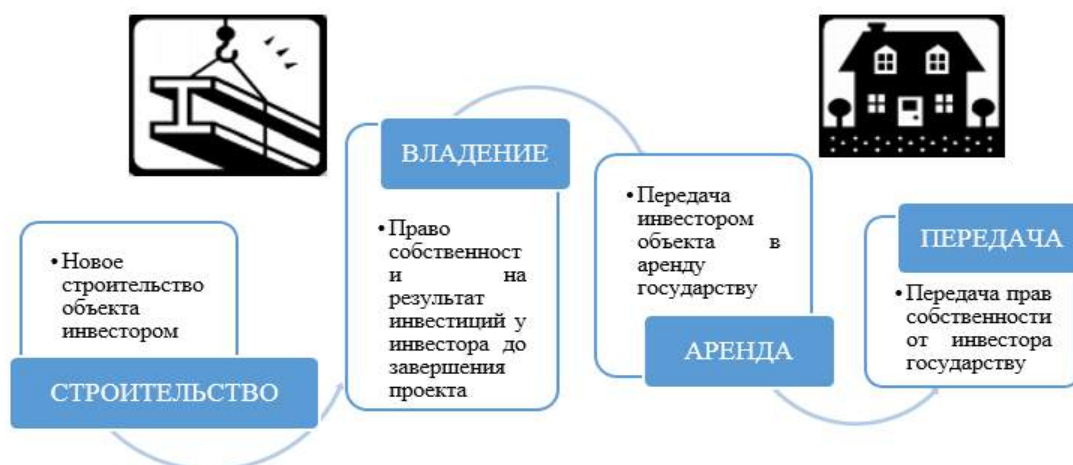 • Новое
строительство
объекта
инвестором
СТРОИТЕЛЬСТВО
ВЛАДЕНИЕ
• Право
собственност
и на
результат
инвестиций у
инвестора до
завершения
проекта
• Передача
инвестором
объекта в
аренду
государству
АРЕНДА
ПЕРЕДАЧА
• Передача прав
собственности
от инвестора
государству